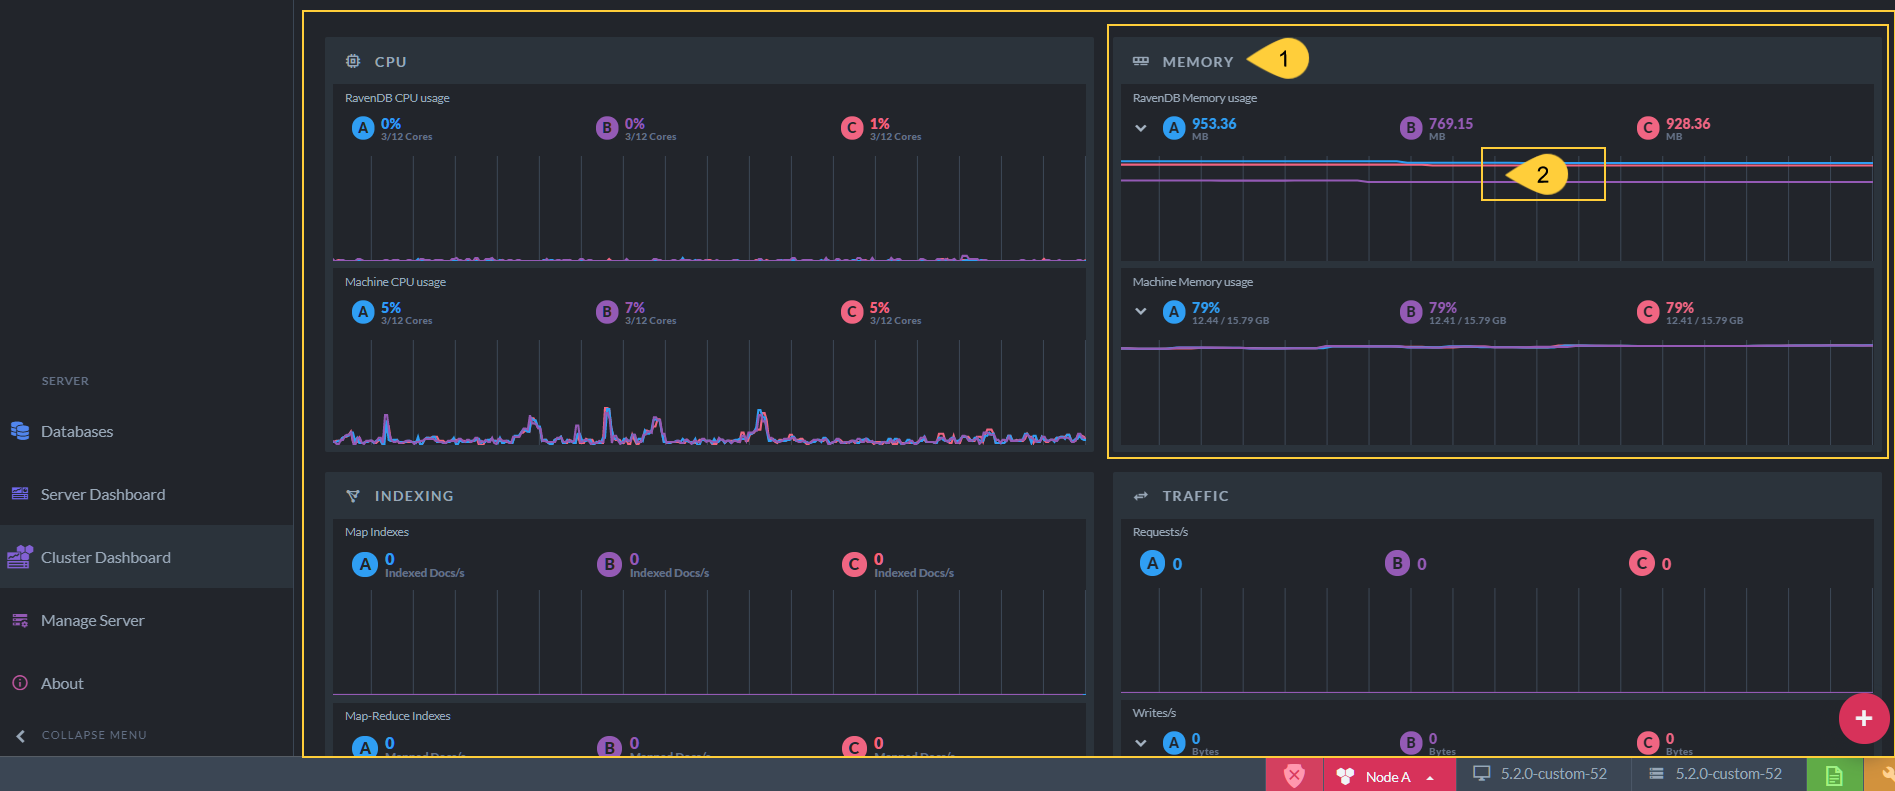 SERVER
Databases
Server Dashboard
Cluster Dashboard
Manage Server
About
COLLAPSE MENU
CPU
RavenDB CPU usage
A 0% B 0% C 1%
3/12 Cores 3/12 Cores 3/12 Cores
Machine CPU usage
A 5% B 7% C 5%
3/12 Cores 3/12 Cores 3/12 Cores
MEMORY 1
RavenDB Memory usage
A 953.36 B 769.15 C 928.36
MB MB MB
2
Machine Memory usage
A 79% B 79% C 79%
12.44 / 15.79 GB 12.41 / 15.79 GB 12.41 / 15.79 GB
INDEXING
Map Indexes
A 0 B 0 C 0
Indexed Docs/s Indexed Docs/s Indexed Docs/s
Map-Reduce Indexes
A 0 B 0 C 0
Mapped Docs/s Mapped Docs/s Mapped Docs/s
TRAFFIC
Requests/s
A 0 B 0 C 0
Writes/s
A 0 B 0 C 0
Bytes Bytes Bytes
+
Node A 5.2.0-custom-52 5.2.0-custom-52